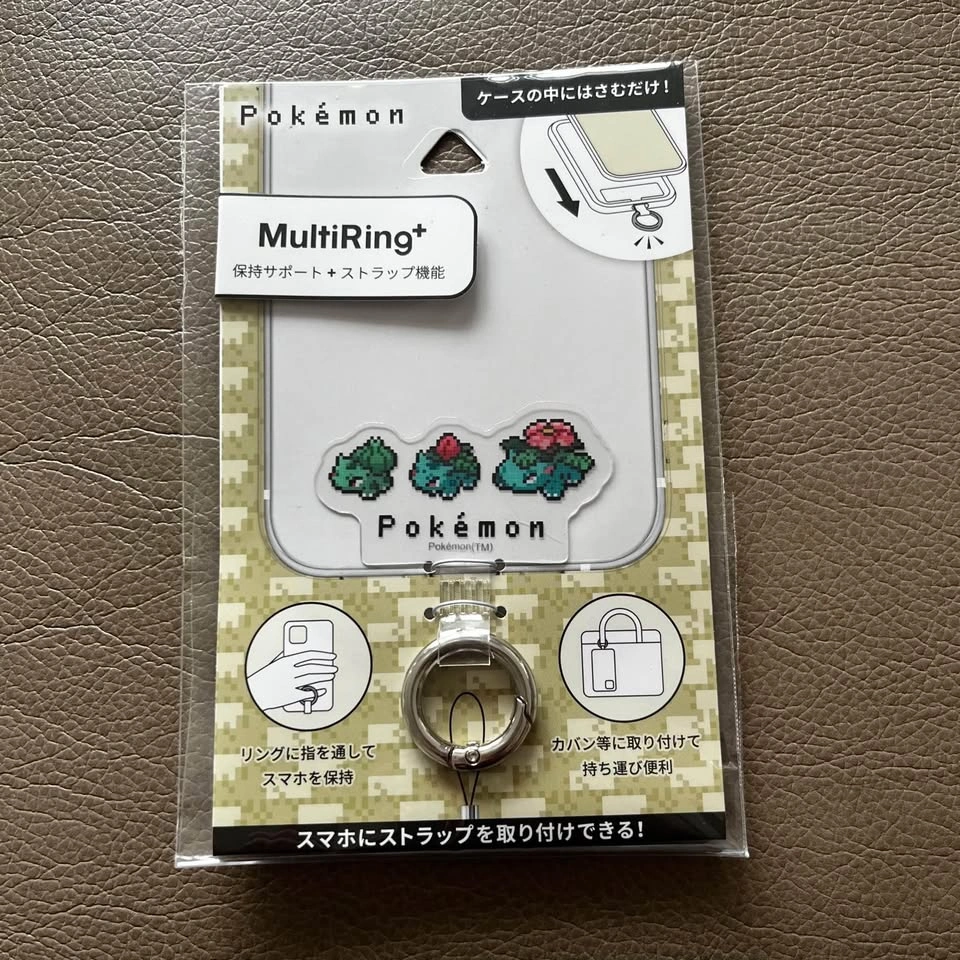 Pokémon
ケースの中にはさむだけ!
MultiRing+
保持サポート+ストラップ機能
Pokémon
Pokémon(TM)
リングに指を通して
スマホを保持
カバン等に取り付けて
持ち運び便利
スマホにストラップを取り付けできる!